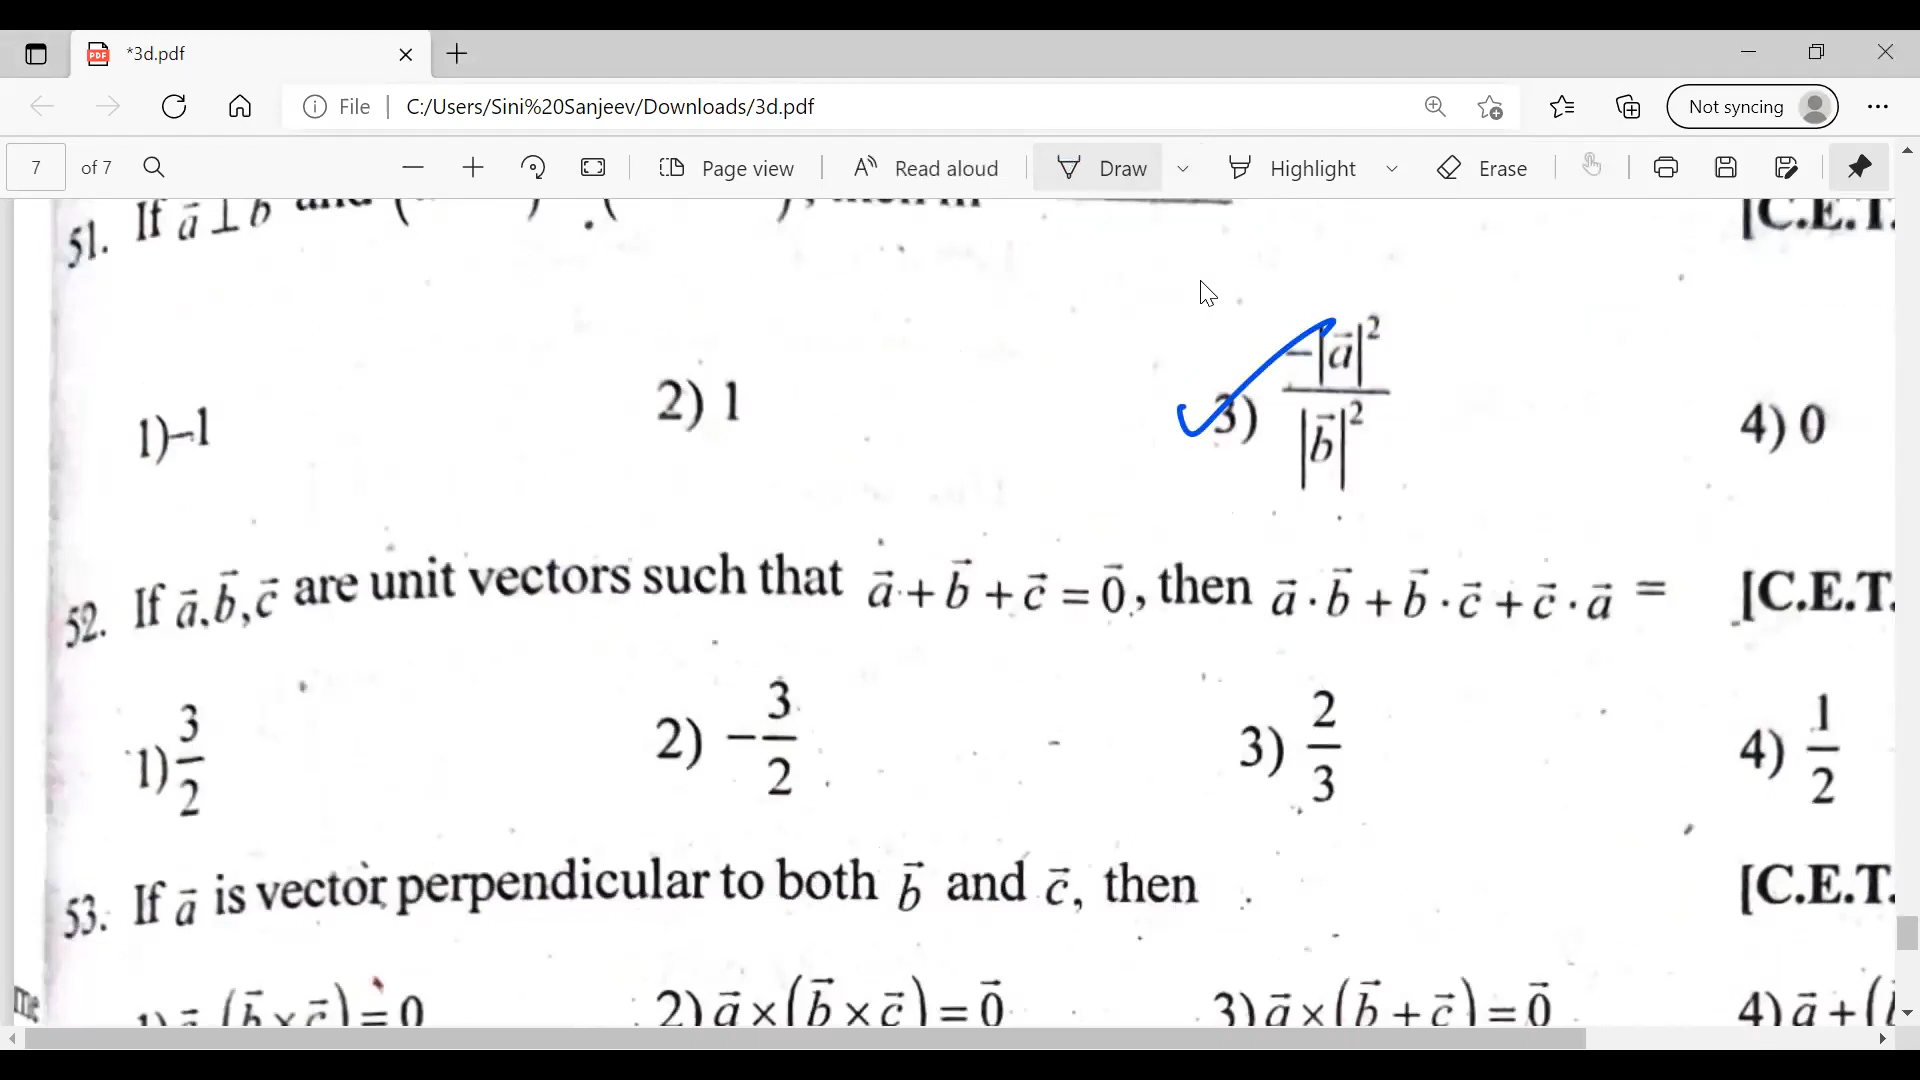 *3d.pdf
File C:/Users/Sini%20Sanjeev/Downloads/3d.pdf Not syncing
7 of 7 Page view Read aloud Draw Highlight Erase
51. If a⃗ ⊥ b⃗ and [C.E.T.
1) –1 2) 1 3) –|a⃗|²/|b⃗|² 4) 0
52. If a⃗, b⃗, c⃗ are unit vectors such that a⃗ + b⃗ + c⃗ = 0⃗, then a⃗ · b⃗ + b⃗ · c⃗ + c⃗ · a⃗ = [C.E.T.
1) 3/2 2) –3/2 3) 2/3 4) 1/2
53. If a⃗ is vector perpendicular to both b⃗ and c⃗, then [C.E.T.
(b⃗ × c⃗) = 0 2) a⃗ × (b⃗ × c⃗) = 0⃗ 3) a⃗ × (b⃗ + c⃗) = 0⃗ 4) a⃗ + (